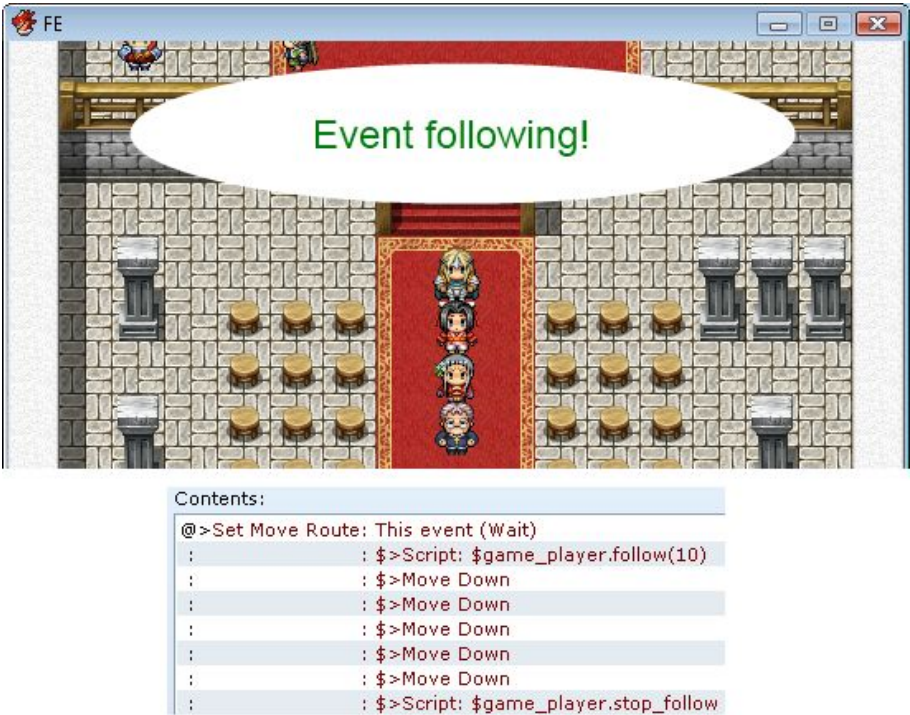 FE
Event following!
Contents:
@>Set Move Route: This event (Wait)
: : $>Script: $game_player.follow(10)
: : $>Move Down
: : $>Move Down
: : $>Move Down
: : $>Move Down
: : $>Move Down
: : $>Script: $game_player.stop_follow